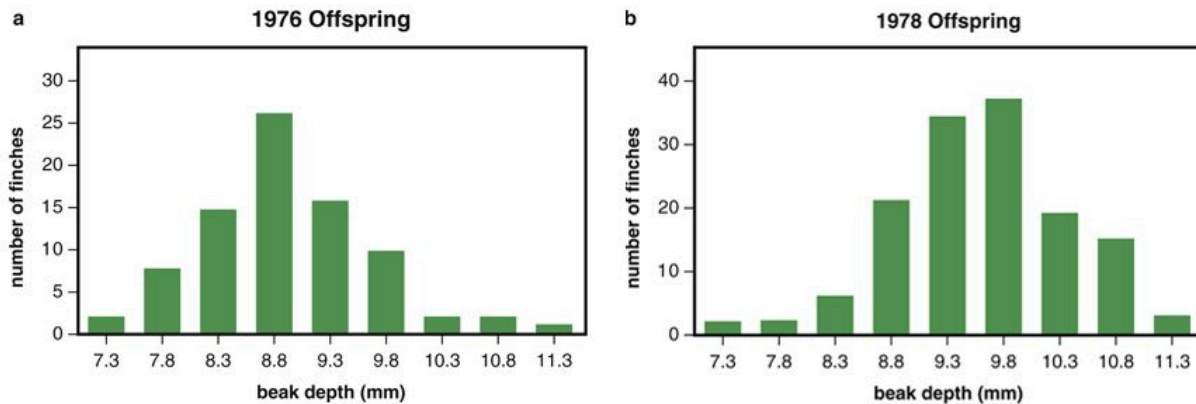 a
1976 Offspring
number of finches
30
25
20
15
10
5
0
7.3 7.8 8.3 8.8 9.3 9.8 10.3 10.8 11.3
beak depth (mm)
b
1978 Offspring
number of finches
40
30
20
10
0
7.3 7.8 8.3 8.8 9.3 9.8 10.3 10.8 11.3
beak depth (mm)